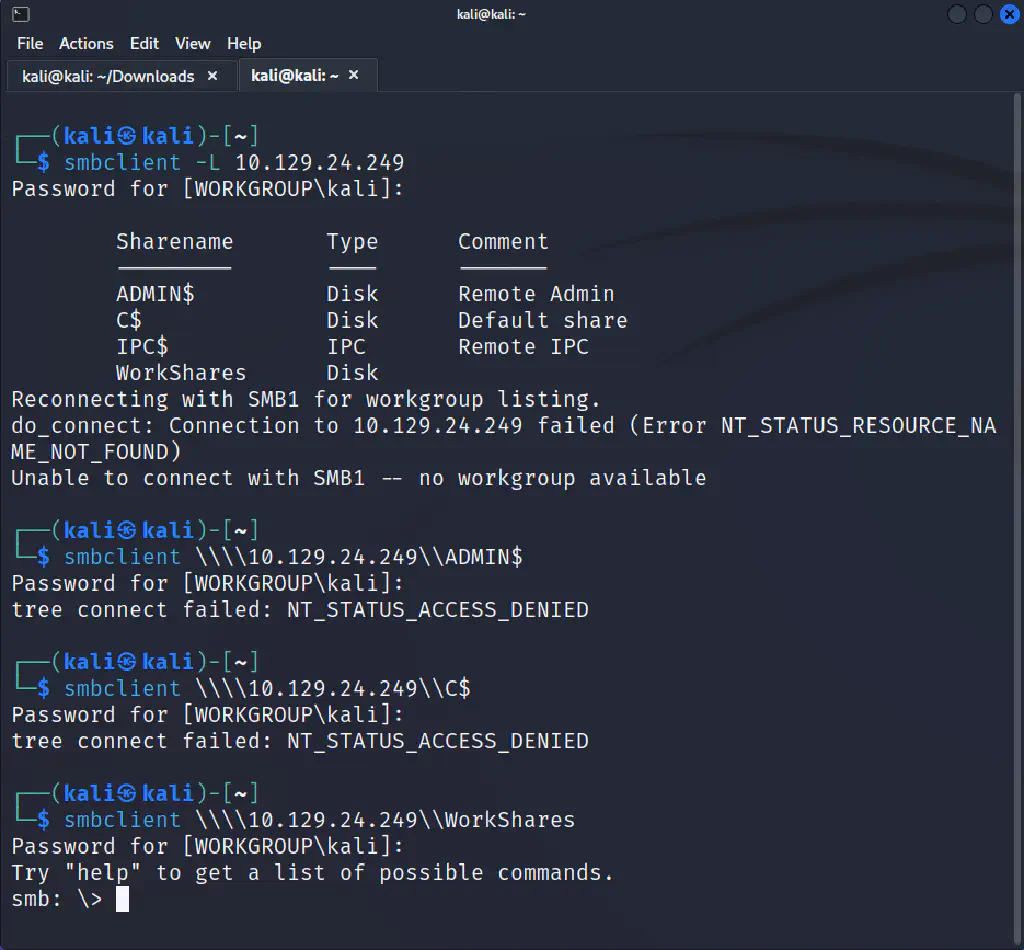 kali@kali: ~
File Actions Edit View Help
kali@kali: ~/Downloads × kali@kali: ~ ×
┌──(kali㉿kali)-[~]
└─$ smbclient -L 10.129.24.249
Password for [WORKGROUP\kali]:
Sharename Type Comment
ADMIN$ Disk Remote Admin
C$ Disk Default share
IPC$ IPC Remote IPC
WorkShares Disk
Reconnecting with SMB1 for workgroup listing.
do_connect: Connection to 10.129.24.249 failed (Error NT_STATUS_RESOURCE_NA
ME_NOT_FOUND)
Unable to connect with SMB1 -- no workgroup available
┌──(kali㉿kali)-[~]
└─$ smbclient \\\\10.129.24.249\\ADMIN$
Password for [WORKGROUP\kali]:
tree connect failed: NT_STATUS_ACCESS_DENIED
┌──(kali㉿kali)-[~]
└─$ smbclient \\\\10.129.24.249\\C$
Password for [WORKGROUP\kali]:
tree connect failed: NT_STATUS_ACCESS_DENIED
┌──(kali㉿kali)-[~]
└─$ smbclient \\\\10.129.24.249\\WorkShares
Password for [WORKGROUP\kali]:
Try "help" to get a list of possible commands.
smb: \>